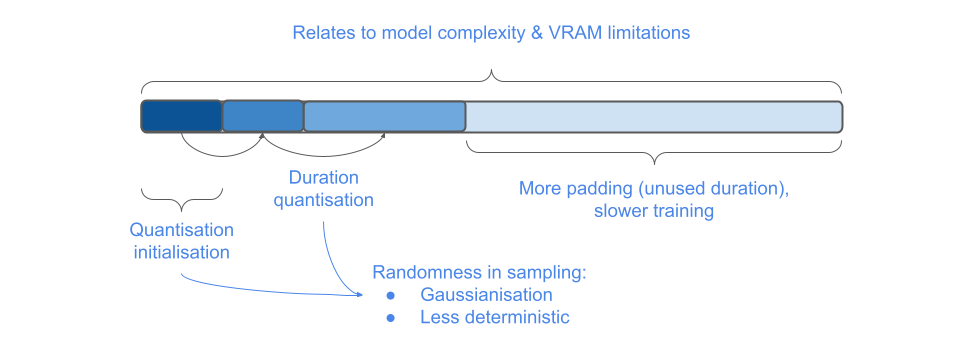 Relates to model complexity & VRAM limitations
Duration
quantisation
More padding (unused duration),
slower training
Quantisation
initialisation
Randomness in sampling:
● Gaussianisation
● Less deterministic